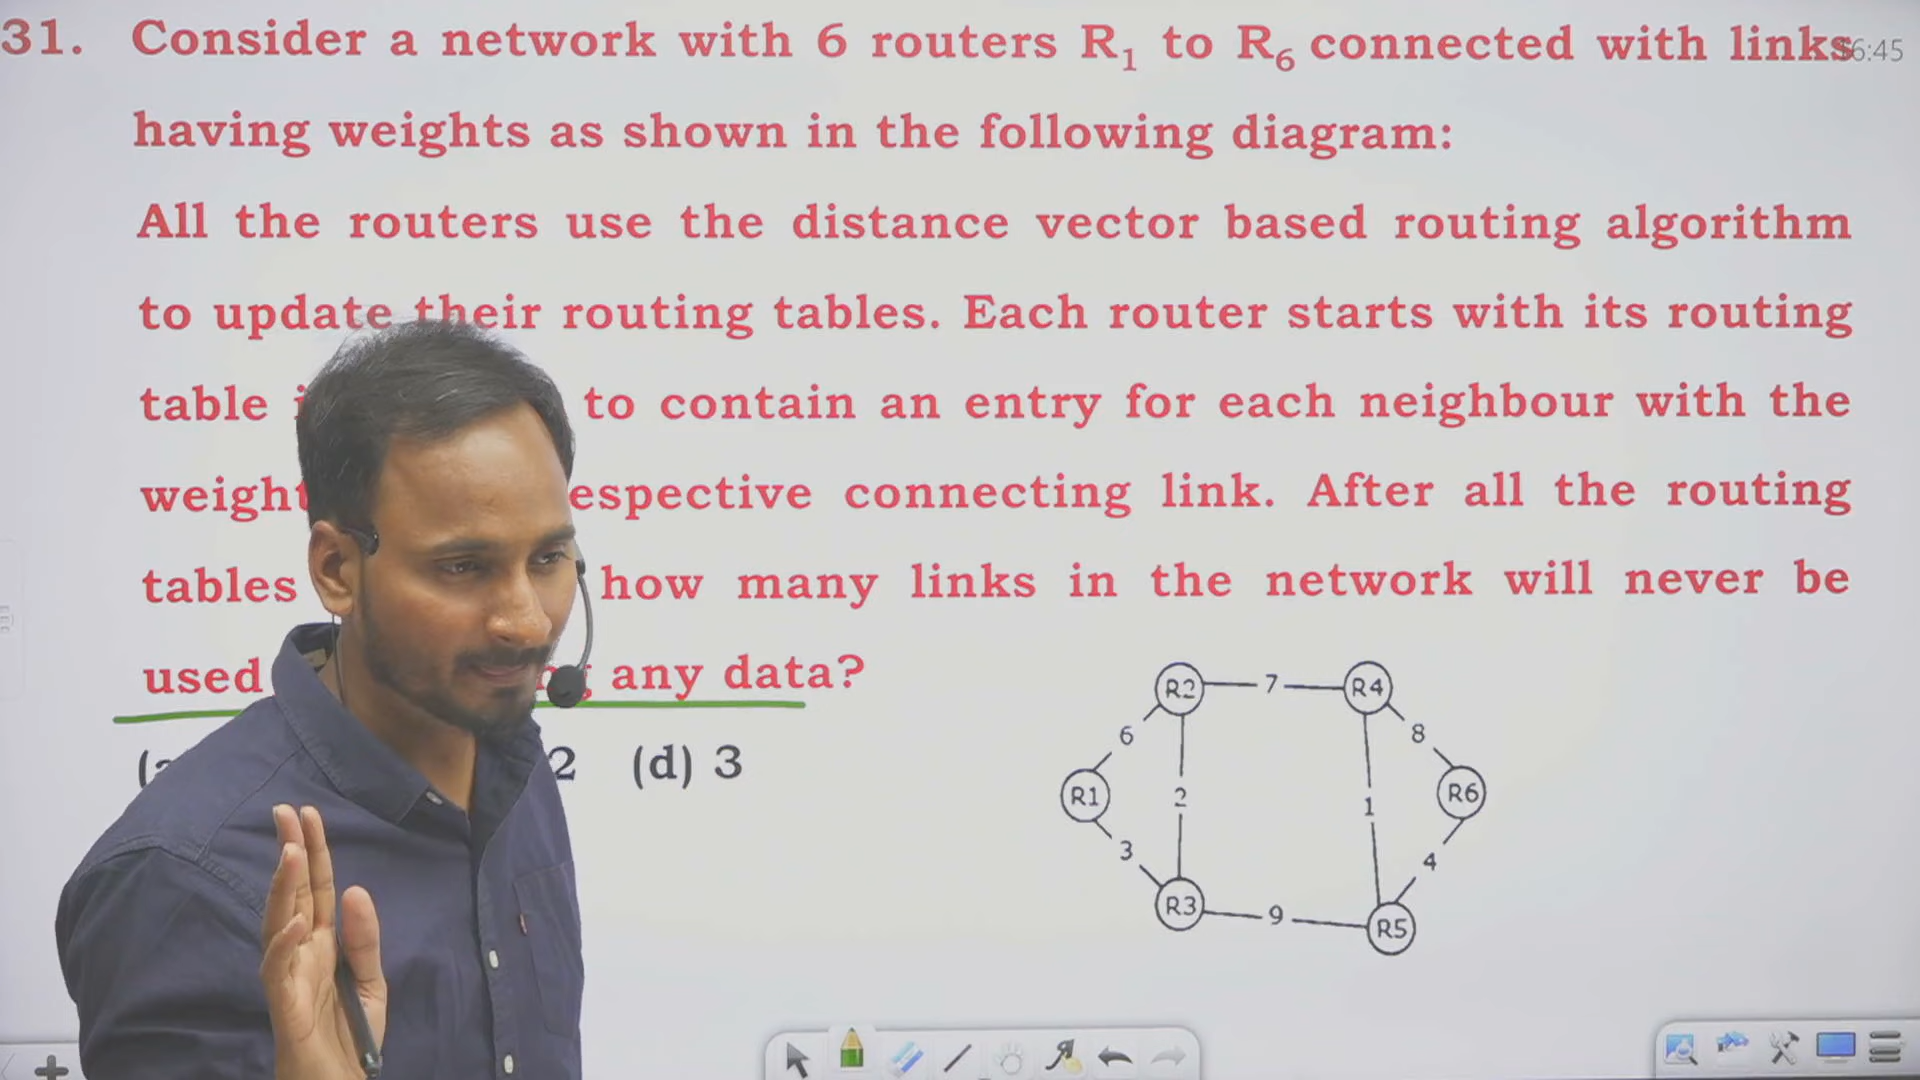 31. Consider a network with 6 routers R₁ to R₆ connected with links
6:45
having weights as shown in the following diagram:
All the routers use the distance vector based routing algorithm
to update their routing tables. Each router starts with its routing
table to contain an entry for each neighbour with the
weight espective connecting link. After all the routing
tables how many links in the network will never be
used any data?
2 (d) 3
R2 7 R4
6 8
R1 2 1 R6
3 4
R3 9 R5